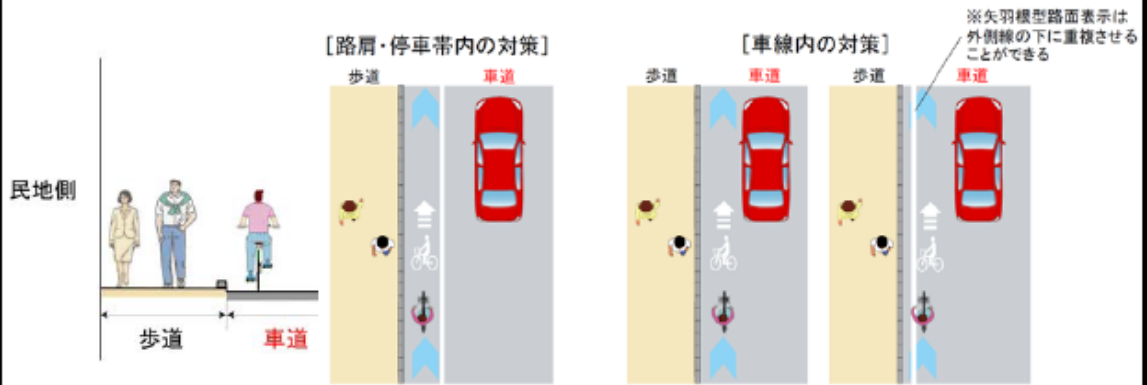 ※矢羽根型路面表示は
外側線の下に重複させる
ことができる
[路肩・停車帯内の対策]
[車線内の対策]
歩道
車道
歩道
車道
歩道
車道
民地側
歩道
車道